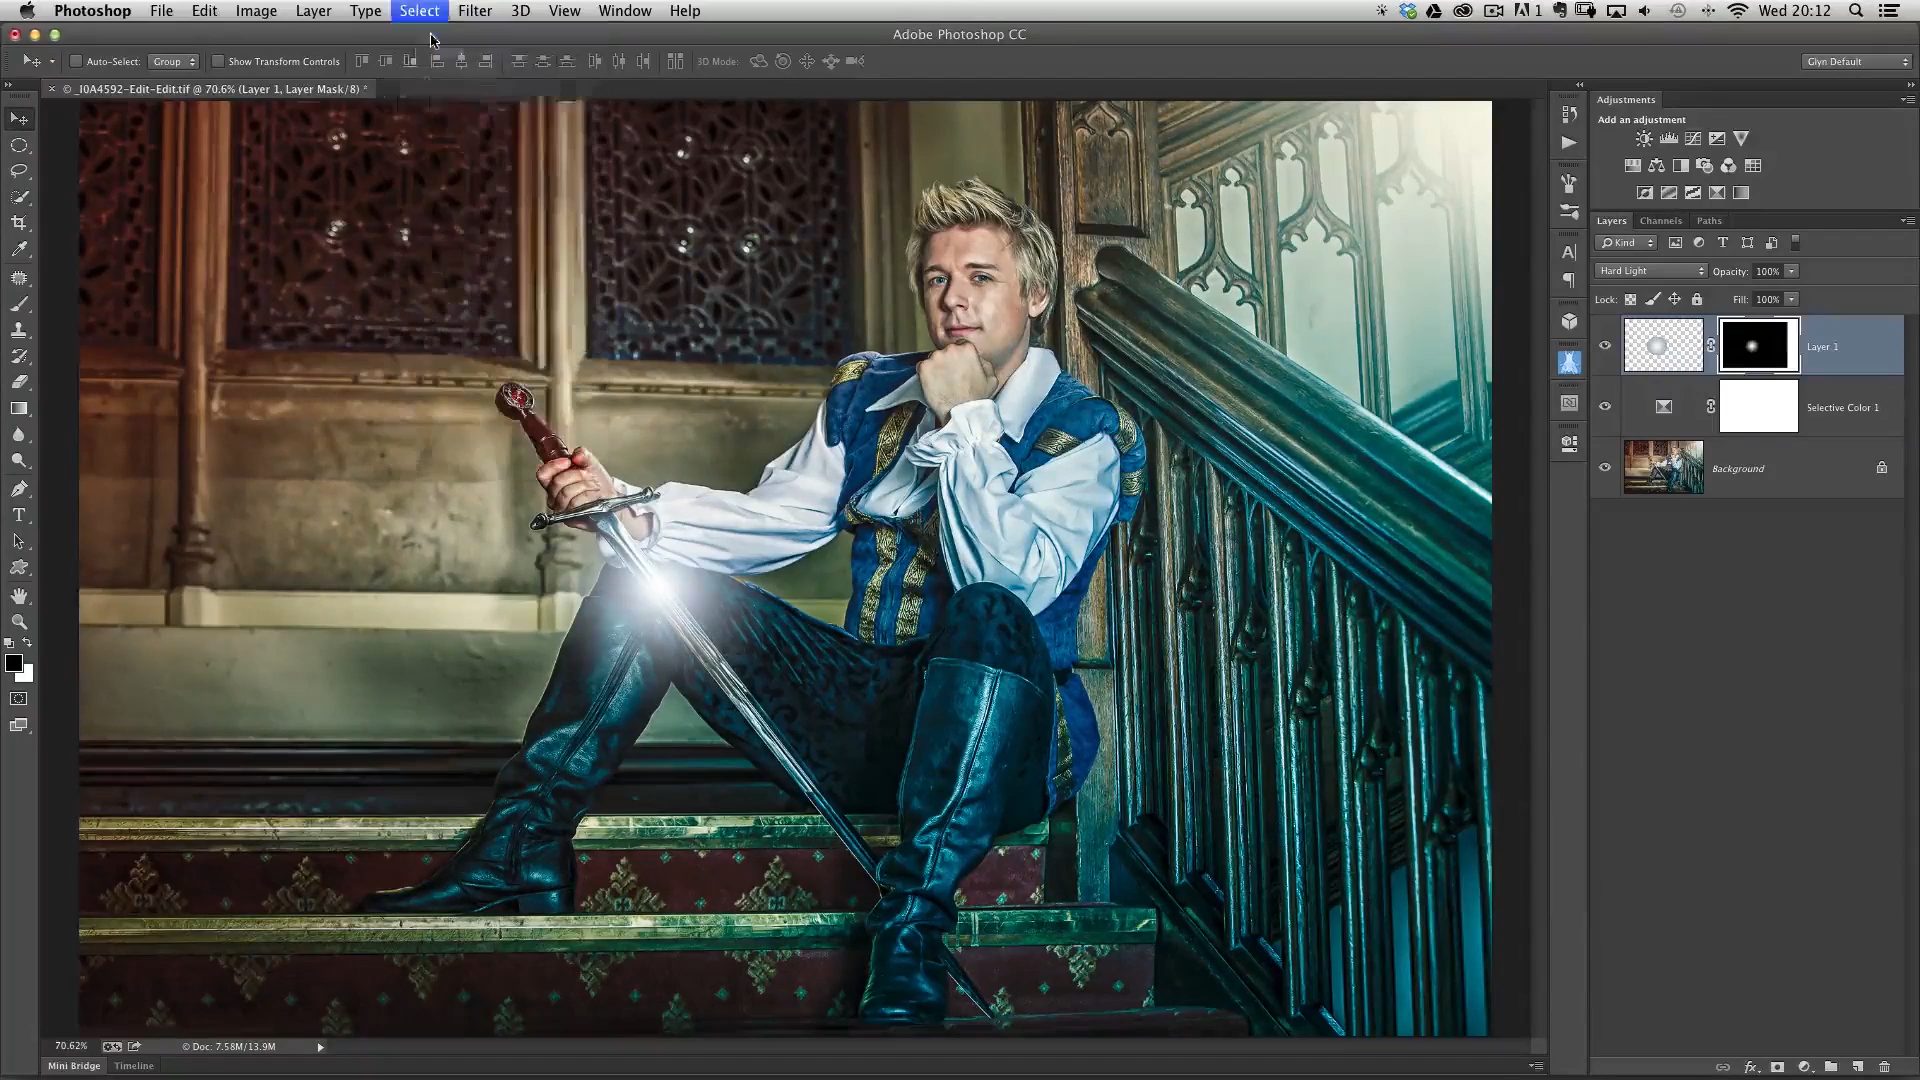 Photoshop File Edit Image Layer Type Select Filter 3D View Window Help 1 Wed 20:12
Adobe Photoshop CC
Auto-Select: Group Show Transform Controls 3D Mode: Glyn Default
© _I0A4592-Edit-Edit.tif @ 70.6% (Layer 1, Layer Mask/8) *
Adjustments
Add an adjustment
Layers Channels Paths
Kind
Hard Light Opacity: 100%
Lock: Fill: 100%
Layer 1
Selective Color 1
Background
70.62% © Doc: 7.58M/13.9M
Mini Bridge Timeline